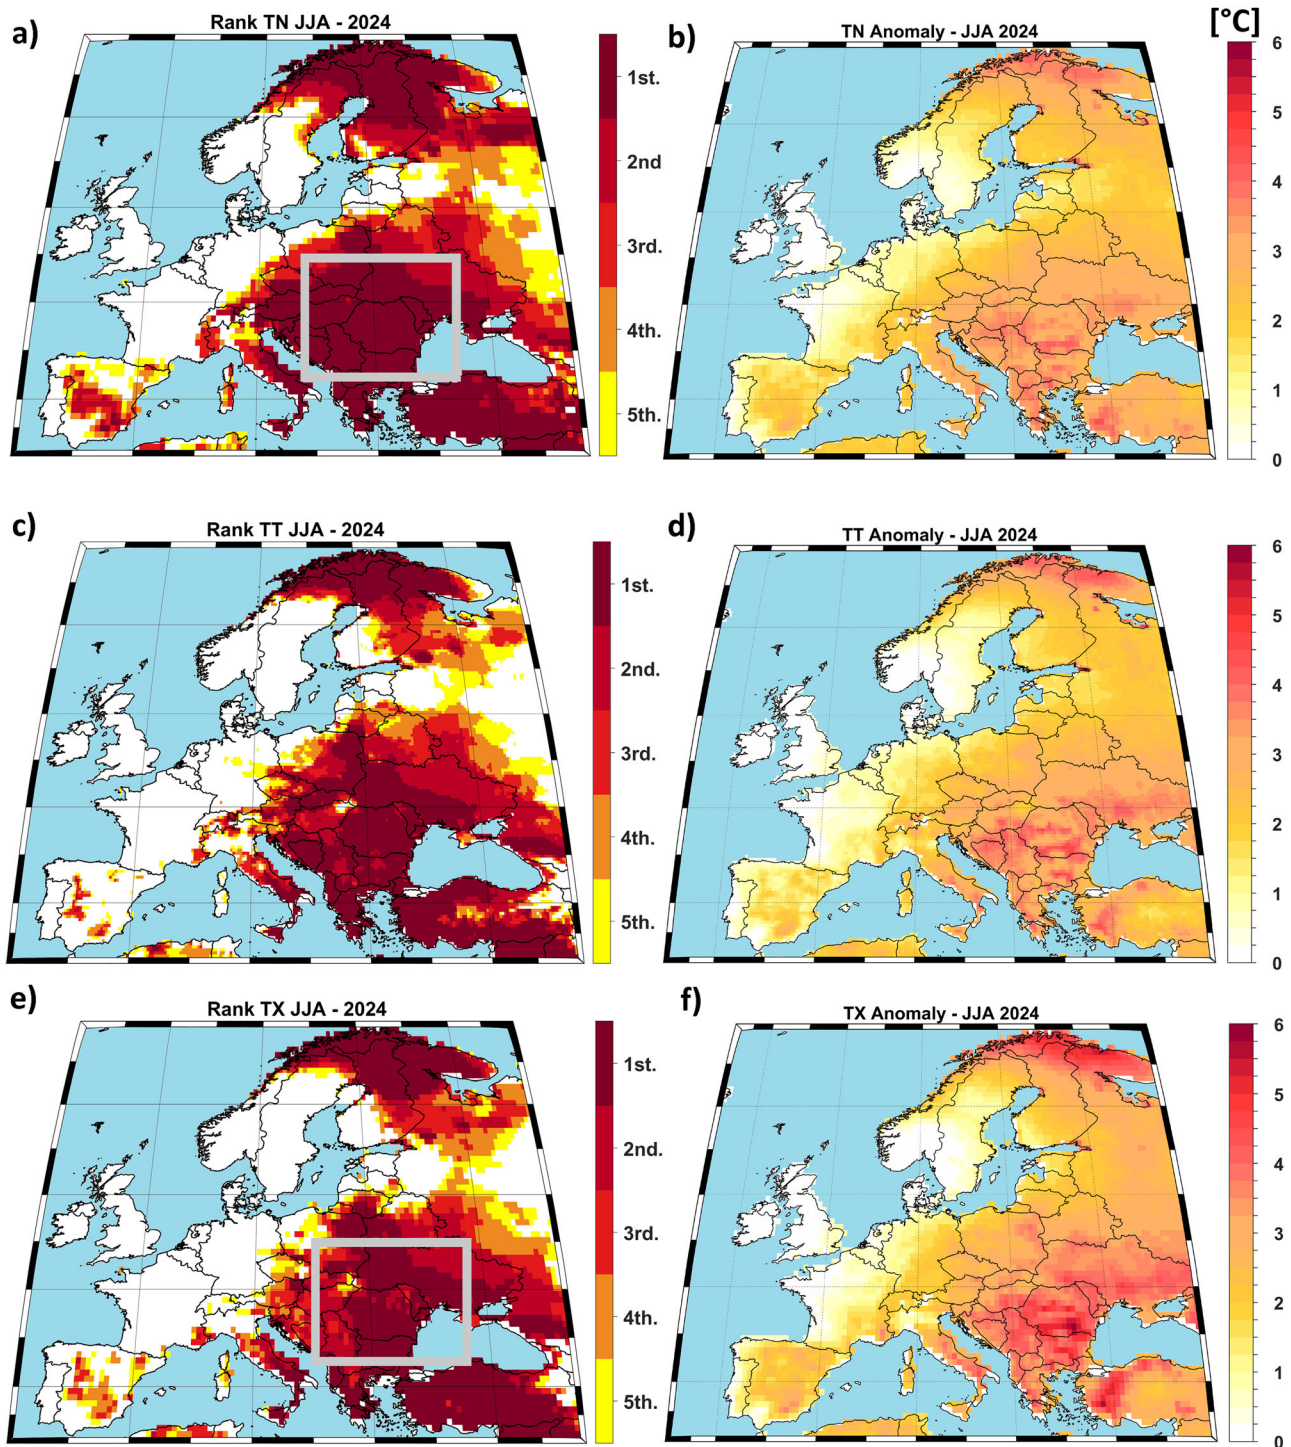 a)
Rank TN JJA - 2024
1st.
2nd
3rd.
4th.
5th.
b)
TN Anomaly - JJA 2024
[°C]
6
5
4
3
2
1
0
c)
Rank TT JJA - 2024
1st.
2nd.
3rd.
4th.
5th.
d)
TT Anomaly - JJA 2024
6
5
4
3
2
1
0
e)
Rank TX JJA - 2024
1st.
2nd.
3rd.
4th.
5th.
f)
TX Anomaly - JJA 2024
6
5
4
3
2
1
0